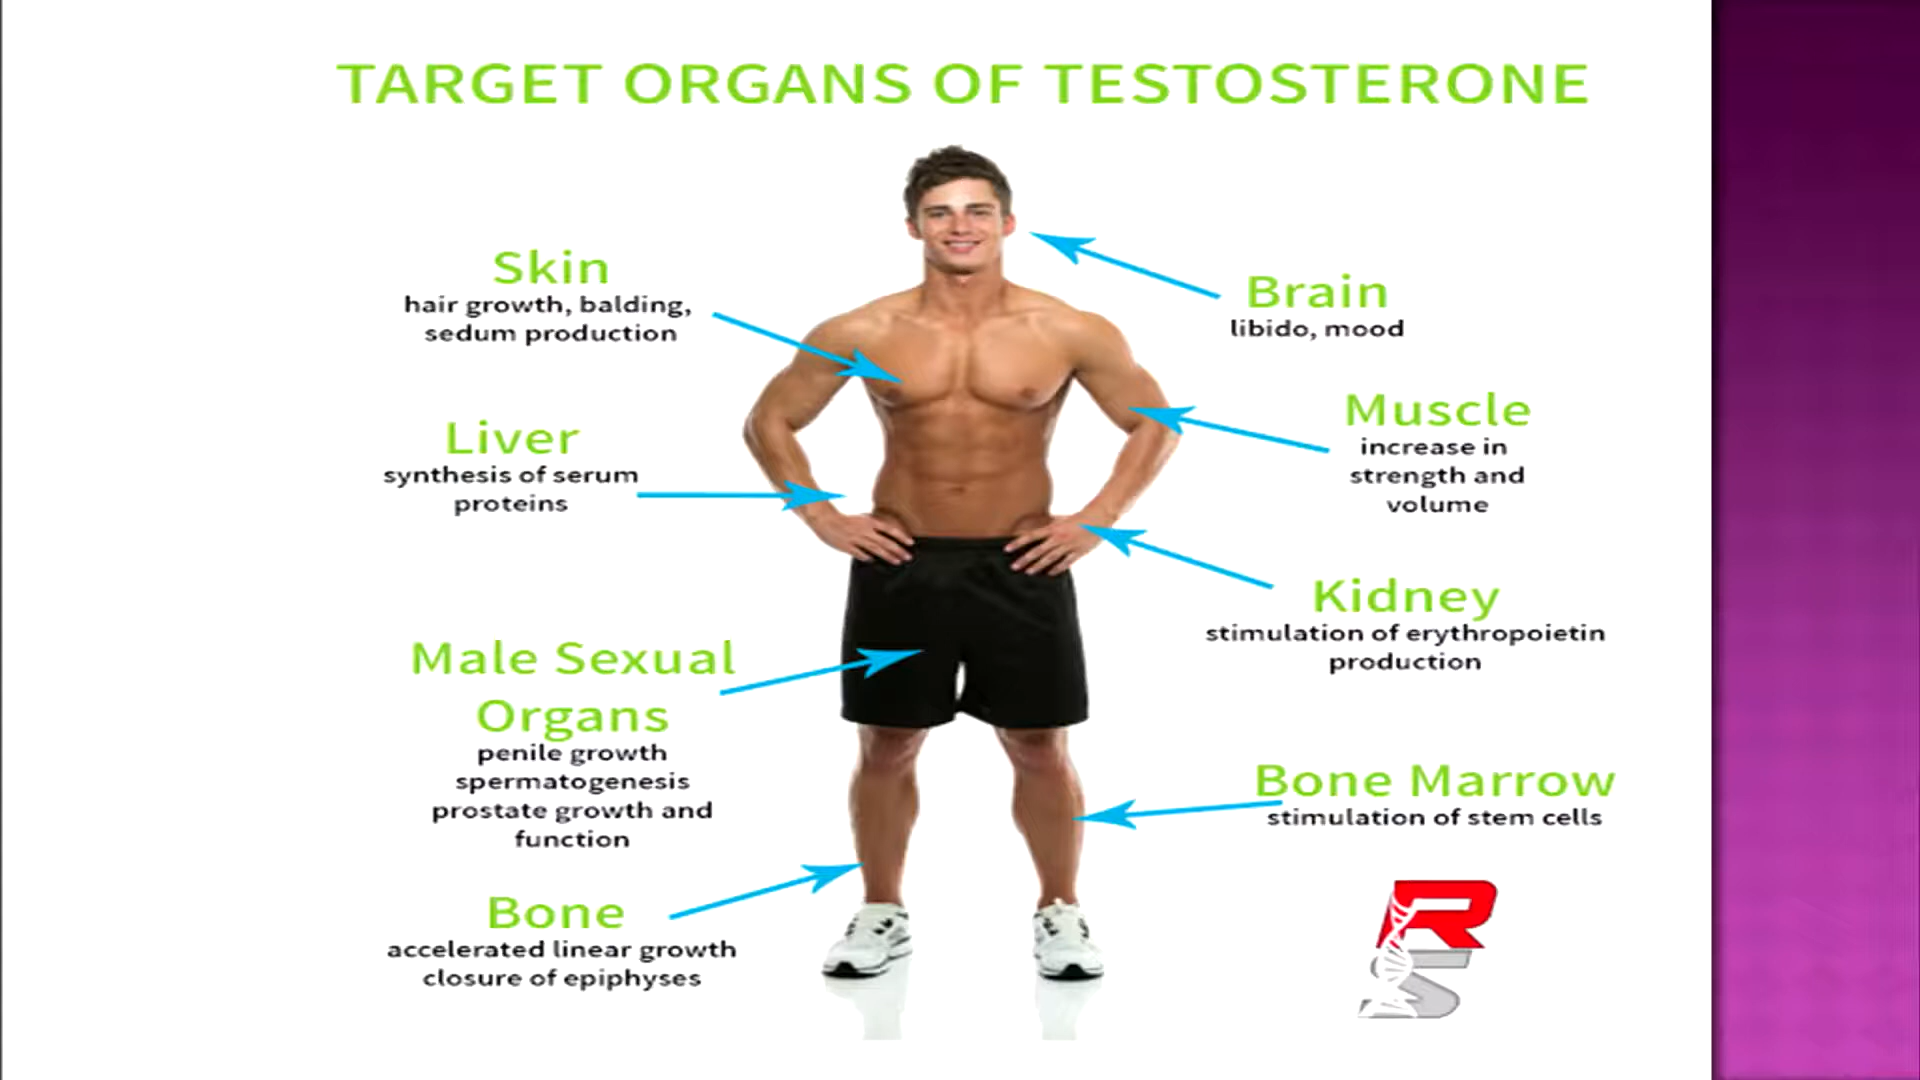 TARGET ORGANS OF TESTOSTERONE
Skin
hair growth, balding,
sedum production
Brain
libido, mood
Liver
synthesis of serum
proteins
Muscle
increase in
strength and
volume
Kidney
stimulation of erythropoietin
production
Male Sexual
Organs
penile growth
spermatogenesis
prostate growth and
function
Bone Marrow
stimulation of stem cells
Bone
accelerated linear growth
closure of epiphyses
R
S